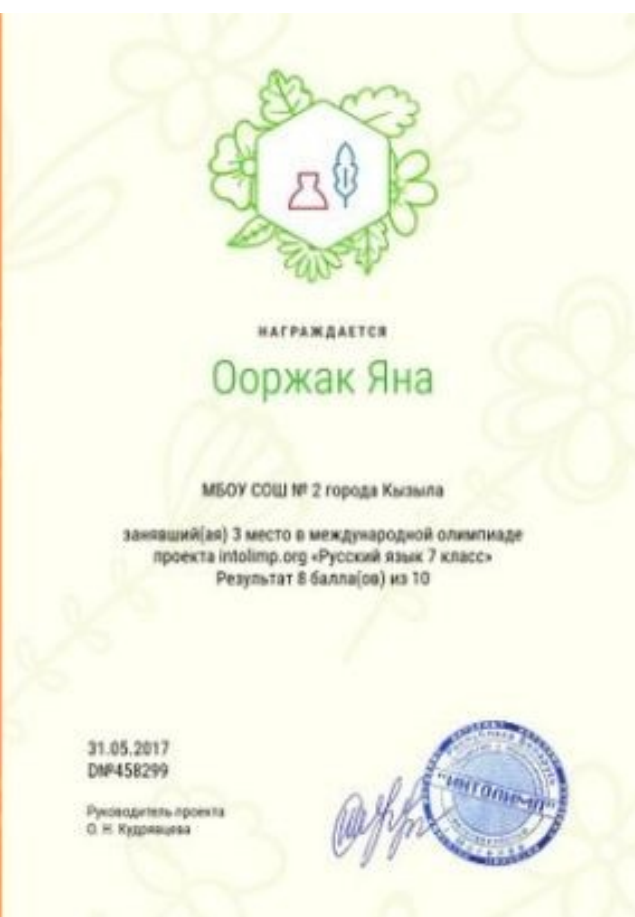 НАГРАЖДАЕТСЯ
Ооржак Яна
МБОУ СОШ № 2 города Кызыла
занявший(ая) 3 место в международной олимпиаде
проекта intolimp.org «Русский язык 7 класс»
Результат 8 балла(ов) из 10
31.05.2017
D№458299
Руководитель проекта
О. Н. Кудрявцева
"ИНТОЛИМП"